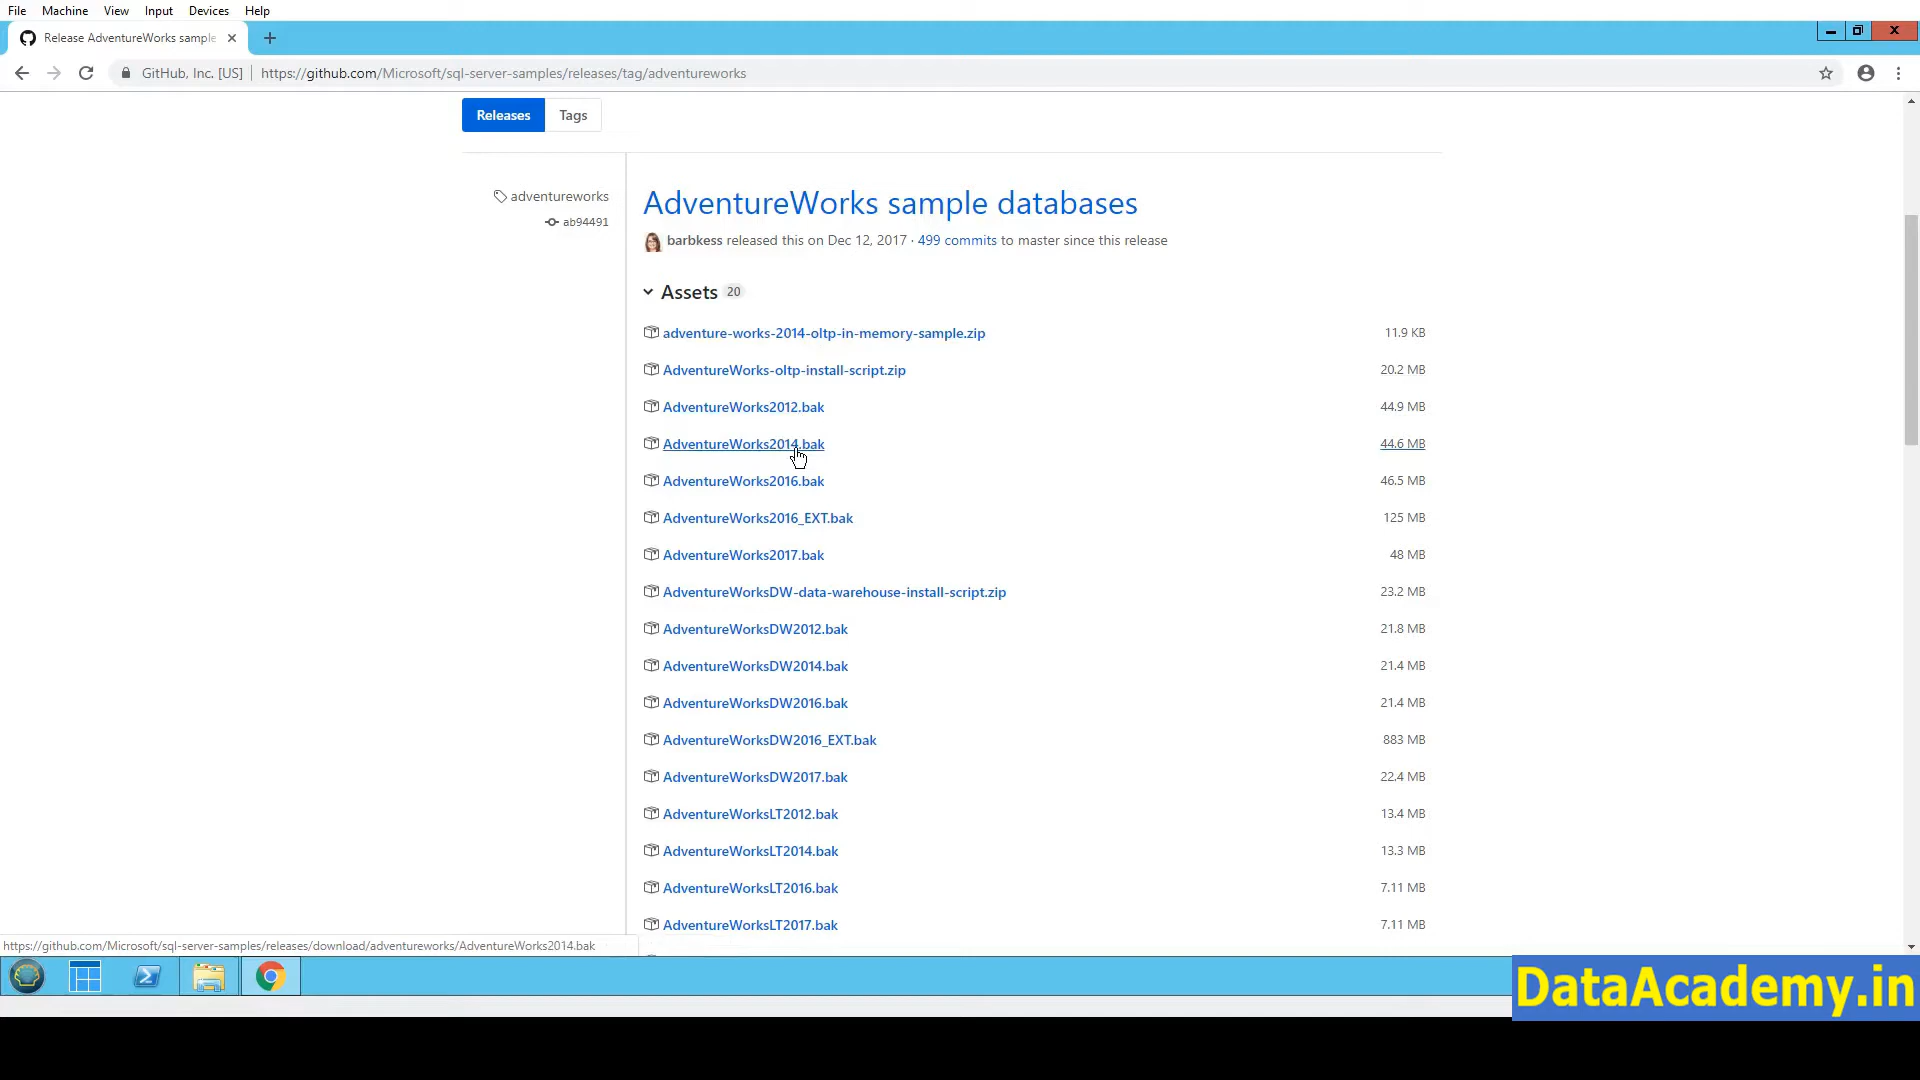 File Machine View Input Devices Help
Release AdventureWorks sample
GitHub, Inc. [US] https://github.com/Microsoft/sql-server-samples/releases/tag/adventureworks
Releases Tags
adventureworks
ab94491
AdventureWorks sample databases
barbkess released this on Dec 12, 2017 · 499 commits to master since this release
Assets 20
adventure-works-2014-oltp-in-memory-sample.zip 11.9 KB
AdventureWorks-oltp-install-script.zip 20.2 MB
AdventureWorks2012.bak 44.9 MB
AdventureWorks2014.bak 44.6 MB
AdventureWorks2016.bak 46.5 MB
AdventureWorks2016_EXT.bak 125 MB
AdventureWorks2017.bak 48 MB
AdventureWorksDW-data-warehouse-install-script.zip 23.2 MB
AdventureWorksDW2012.bak 21.8 MB
AdventureWorksDW2014.bak 21.4 MB
AdventureWorksDW2016.bak 21.4 MB
AdventureWorksDW2016_EXT.bak 883 MB
AdventureWorksDW2017.bak 22.4 MB
AdventureWorksLT2012.bak 13.4 MB
AdventureWorksLT2014.bak 13.3 MB
AdventureWorksLT2016.bak 7.11 MB
AdventureWorksLT2017.bak 7.11 MB
https://github.com/Microsoft/sql-server-samples/releases/download/adventureworks/AdventureWorks2014.bak
DataAcademy.in